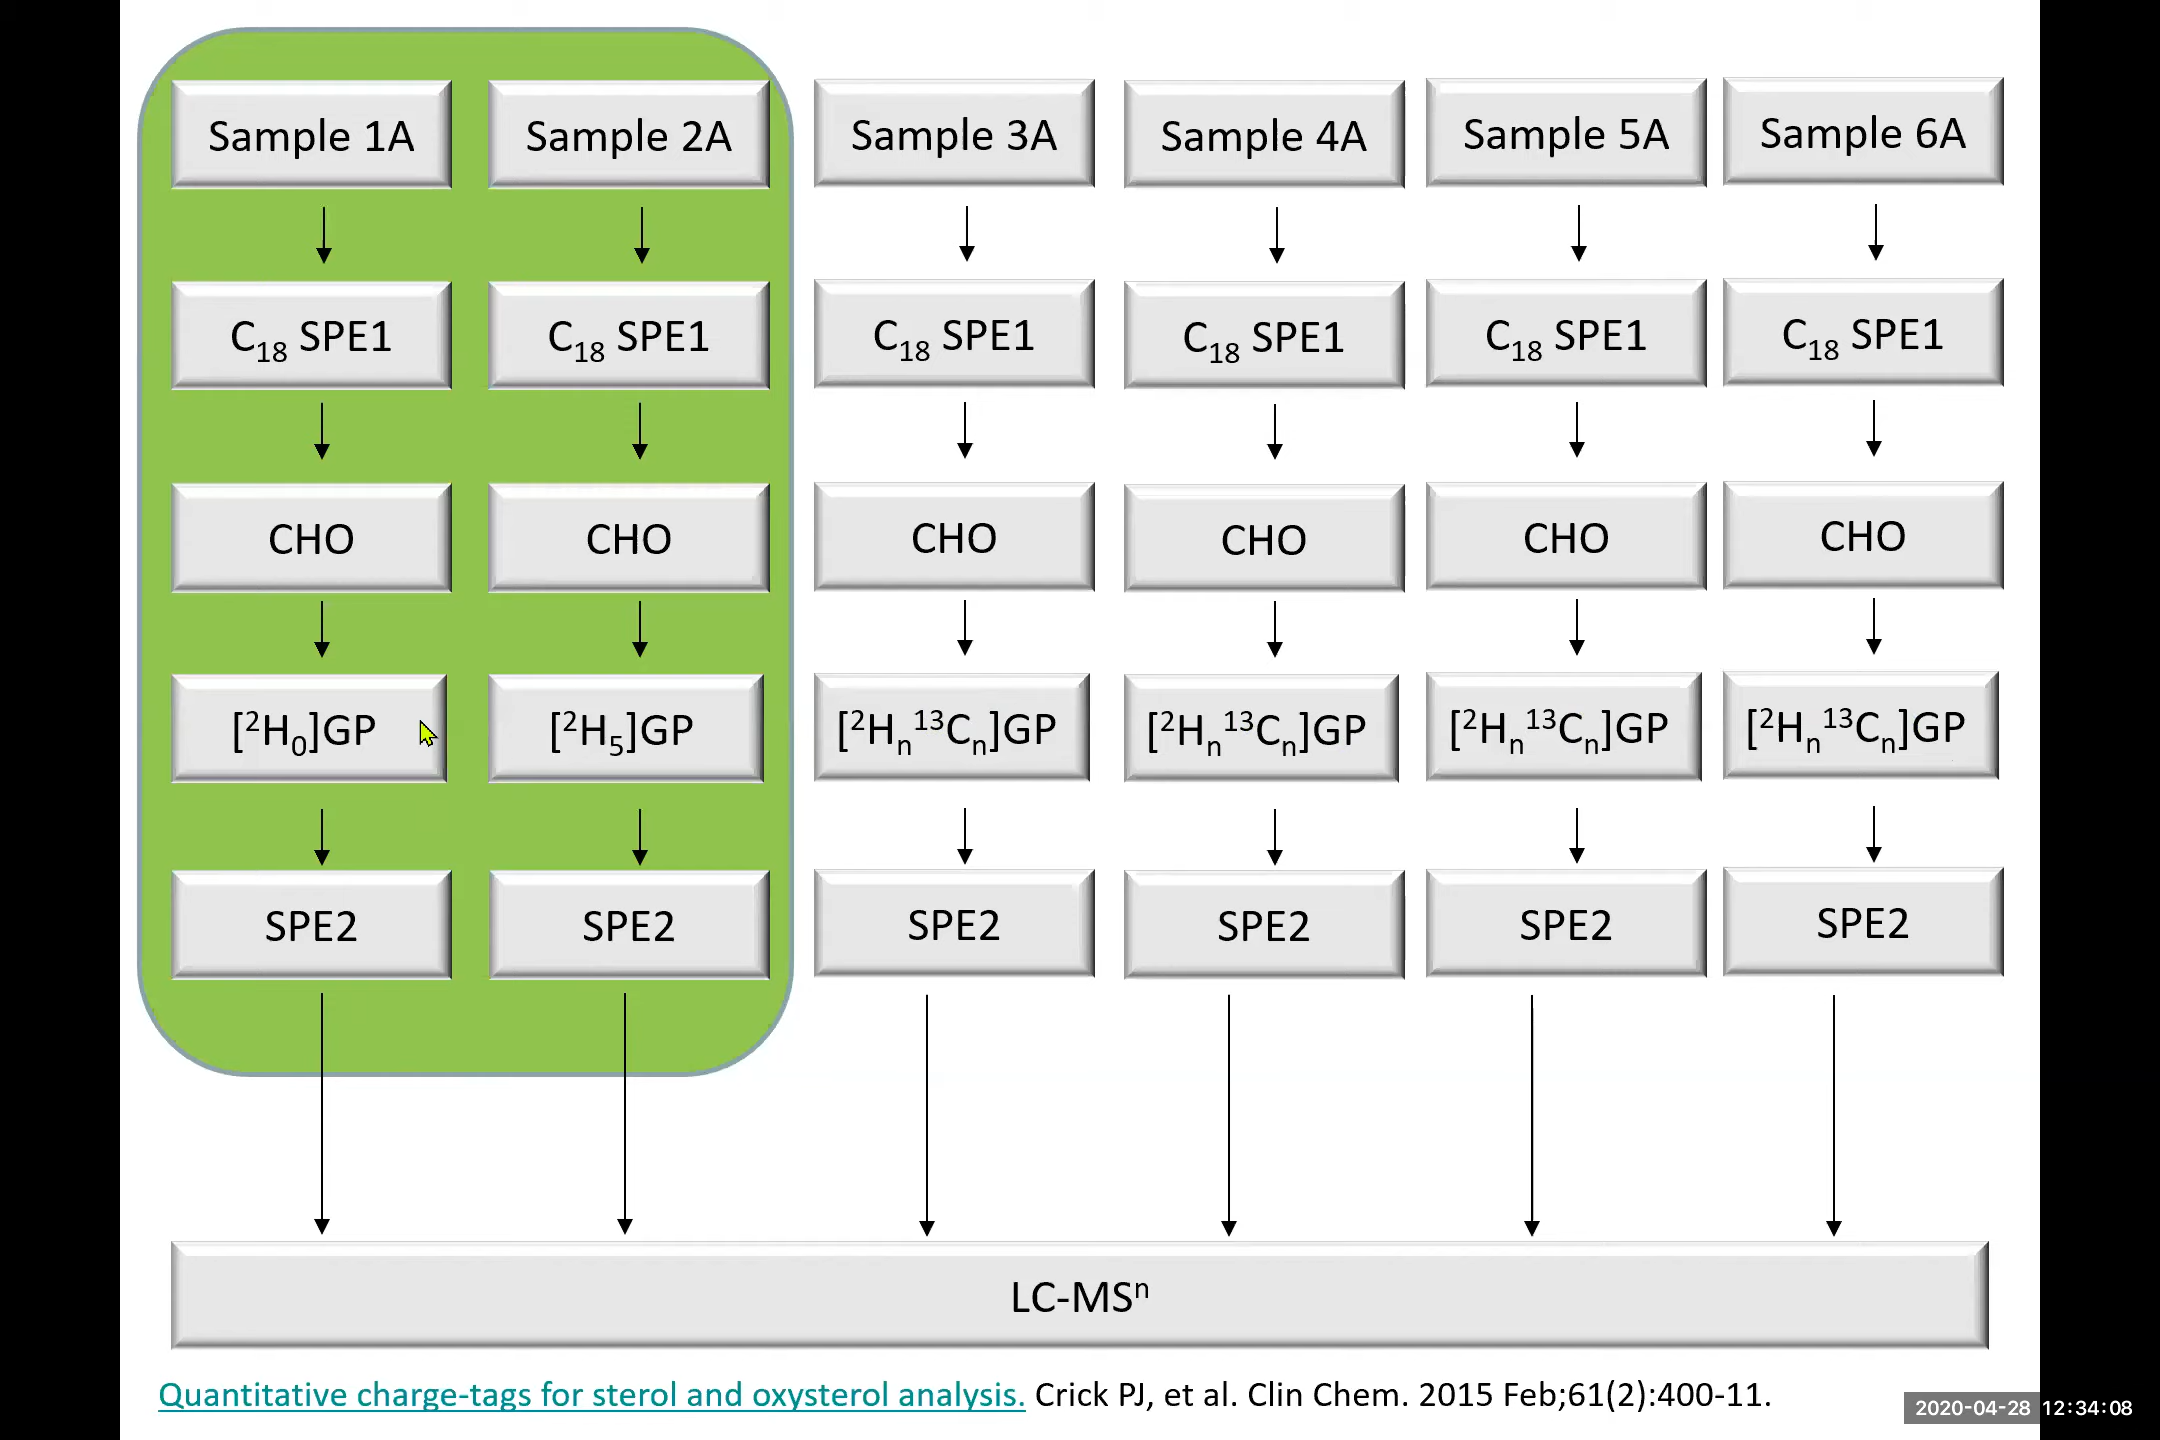 Sample 1A Sample 2A Sample 3A Sample 4A Sample 5A Sample 6A
C₁₈ SPE1 C₁₈ SPE1 C₁₈ SPE1 C₁₈ SPE1 C₁₈ SPE1 C₁₈ SPE1
CHO CHO CHO CHO CHO CHO
[²H₀]GP [²H₅]GP [²Hₙ¹³Cₙ]GP [²Hₙ¹³Cₙ]GP [²Hₙ¹³Cₙ]GP [²Hₙ¹³Cₙ]GP
SPE2 SPE2 SPE2 SPE2 SPE2 SPE2
LC-MSⁿ
Quantitative charge-tags for sterol and oxysterol analysis. Crick PJ, et al. Clin Chem. 2015 Feb;61(2):400-11.
2020-04-28 12:34:08